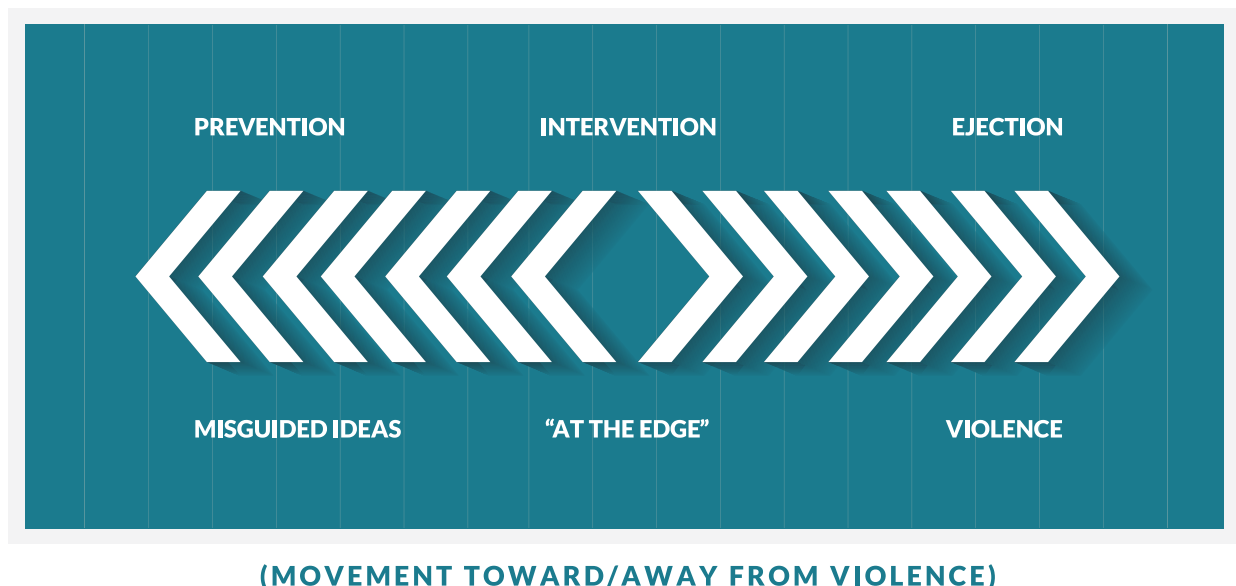 PREVENTION INTERVENTION EJECTION
MISGUIDED IDEAS “AT THE EDGE” VIOLENCE
(MOVEMENT TOWARD/AWAY FROM VIOLENCE)